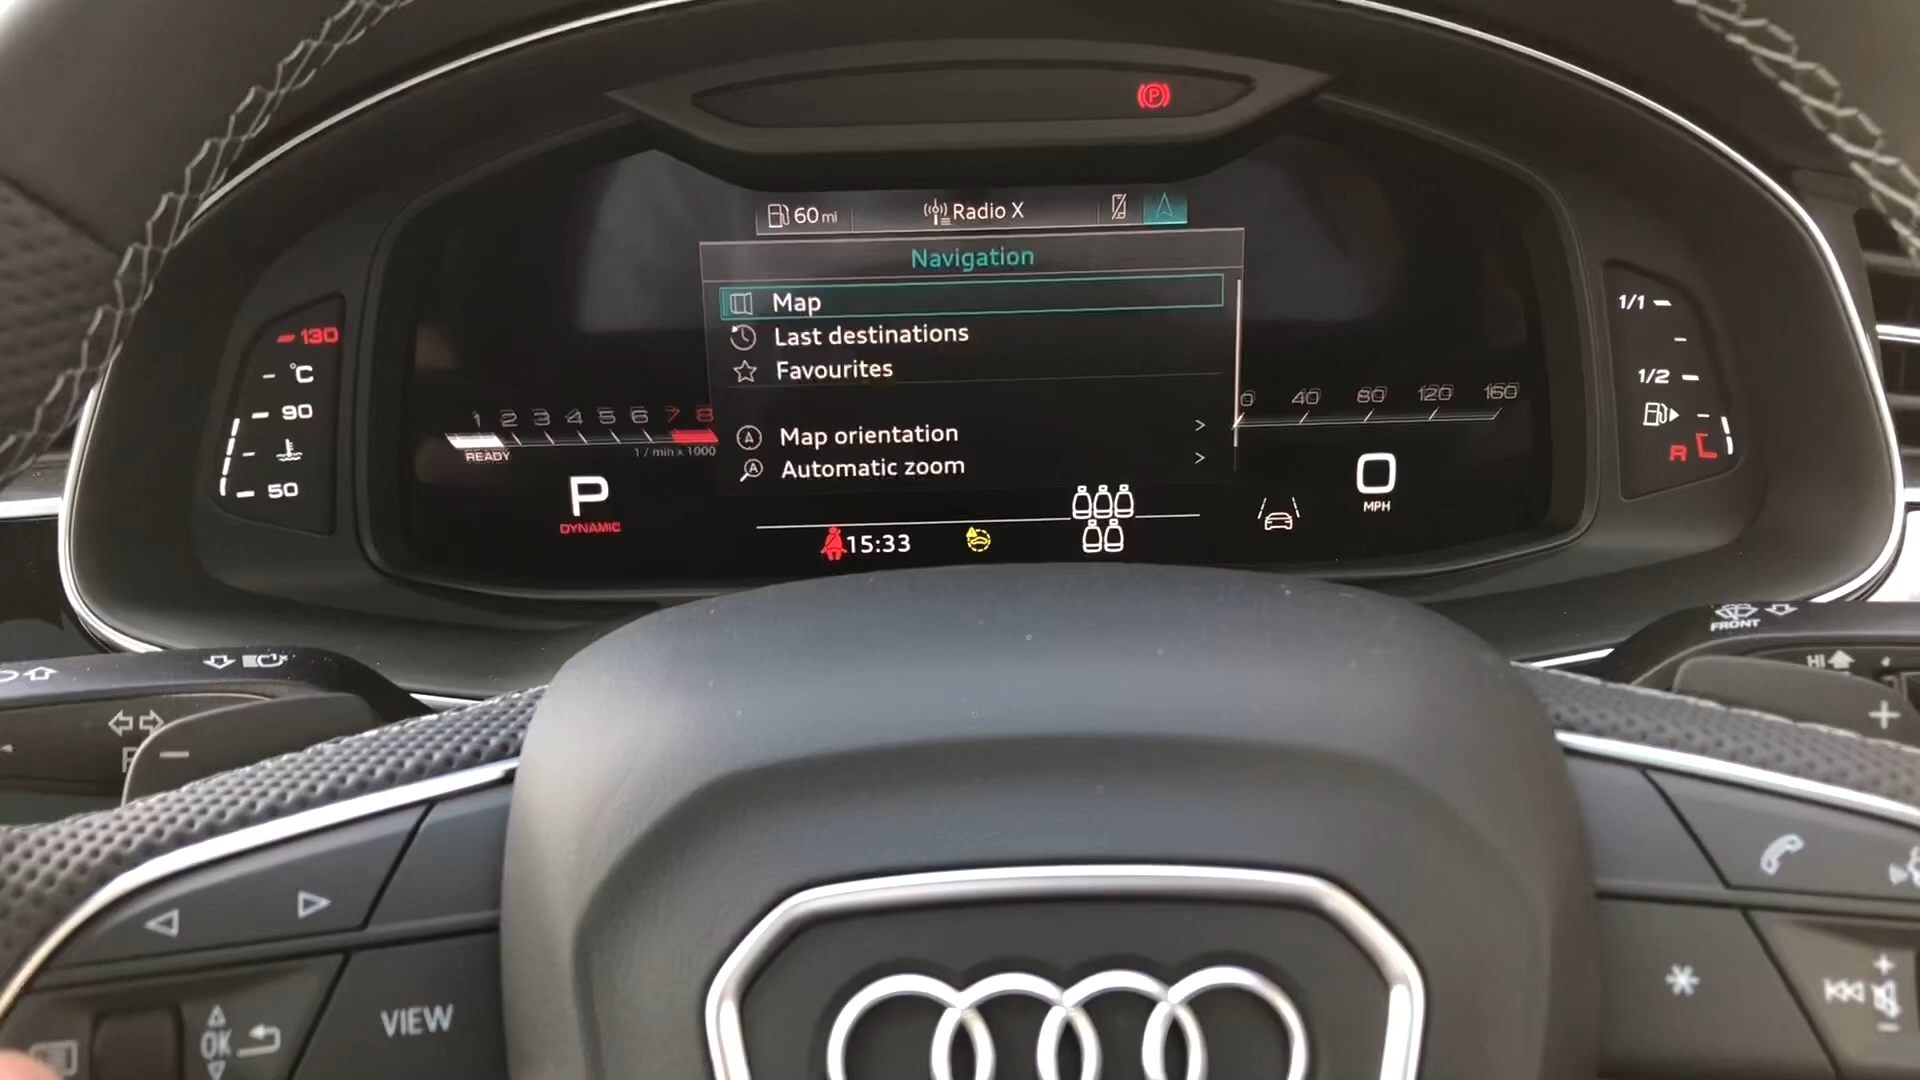 P
60 mi
Radio X
Navigation
Map
Last destinations
Favourites
Map orientation >
A
Automatic zoom >
A
130
°C
90
50
1 2 3 4 5 6 7 8
READY
1 / min x 1000
P
DYNAMIC
0 40 80 120 160
0
MPH
15:33
1/1
1/2
R
FRONT
HI
−
+
OK
VIEW